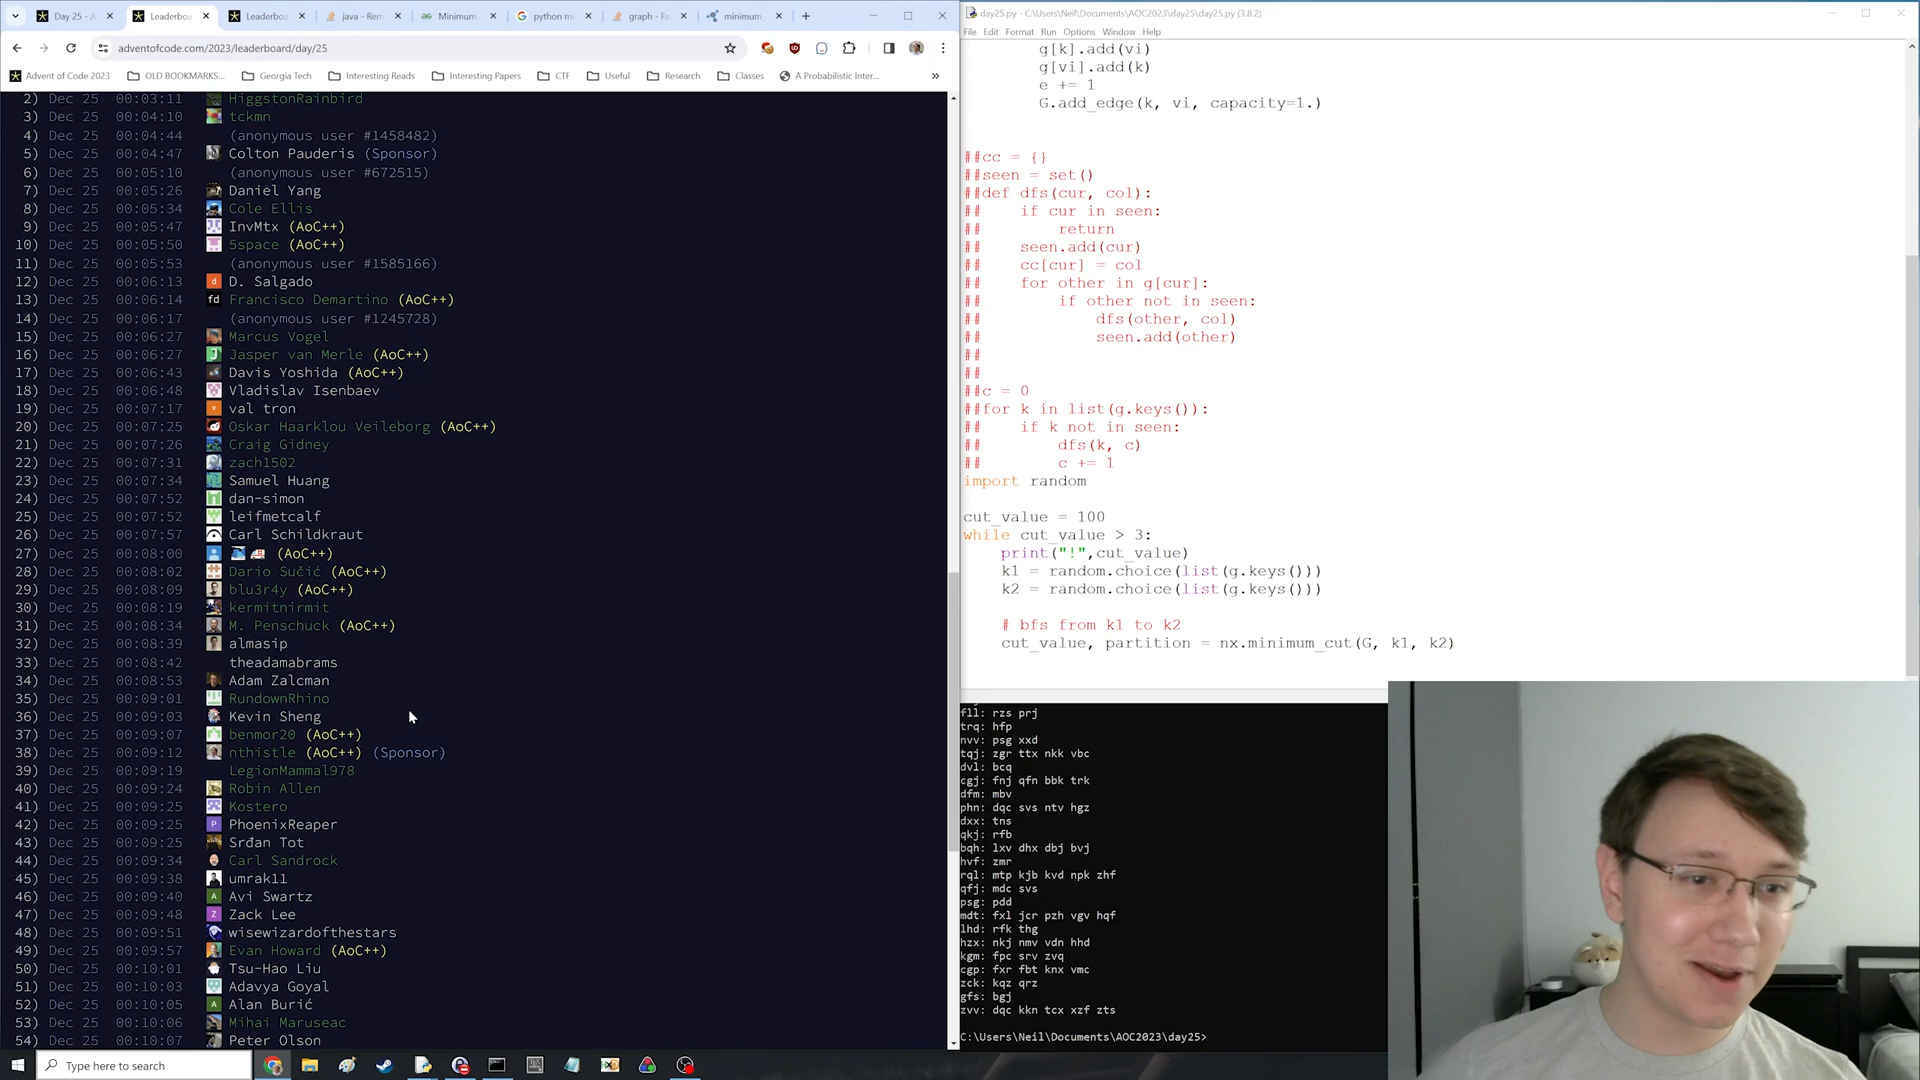 Day 25 - A
Leaderboa
Leaderboa
java - Rem
Minimum
python mi
graph - Fa
minimum_
adventofcode.com/2023/leaderboard/day/25
Advent of Code 2023
OLD BOOKMARKS...
Georgia Tech
Interesting Reads
Interesting Papers
CTF
Useful
Research
Classes
A Probabilistic Inter...
2) Dec 25 00:03:11 HiggstonRainbird
3) Dec 25 00:04:10 tckmn
4) Dec 25 00:04:44 (anonymous user #1458482)
5) Dec 25 00:04:47 Colton Pauderis (Sponsor)
6) Dec 25 00:05:10 (anonymous user #672515)
7) Dec 25 00:05:26 Daniel Yang
8) Dec 25 00:05:34 Cole Ellis
9) Dec 25 00:05:47 InvMtx (AoC++)
10) Dec 25 00:05:50 5space (AoC++)
11) Dec 25 00:05:53 (anonymous user #1585166)
12) Dec 25 00:06:13 D. Salgado
13) Dec 25 00:06:14 Francisco Demartino (AoC++)
14) Dec 25 00:06:17 (anonymous user #1245728)
15) Dec 25 00:06:27 Marcus Vogel
16) Dec 25 00:06:27 Jasper van Merle (AoC++)
17) Dec 25 00:06:43 Davis Yoshida (AoC++)
18) Dec 25 00:06:48 Vladislav Isenbaev
19) Dec 25 00:07:17 val tron
20) Dec 25 00:07:25 Oskar Haarklou Veileborg (AoC++)
21) Dec 25 00:07:26 Craig Gidney
22) Dec 25 00:07:31 zach1502
23) Dec 25 00:07:34 Samuel Huang
24) Dec 25 00:07:52 dan-simon
25) Dec 25 00:07:52 leifmetcalf
26) Dec 25 00:07:57 Carl Schildkraut
27) Dec 25 00:08:00 (AoC++)
28) Dec 25 00:08:02 Dario Sučić (AoC++)
29) Dec 25 00:08:09 blu3r4y (AoC++)
30) Dec 25 00:08:19 kermitnirmit
31) Dec 25 00:08:34 M. Penschuck (AoC++)
32) Dec 25 00:08:39 almasip
33) Dec 25 00:08:42 theadamabrams
34) Dec 25 00:08:53 Adam Zalcman
35) Dec 25 00:09:01 RundownRhino
36) Dec 25 00:09:03 Kevin Sheng
37) Dec 25 00:09:07 benmor20 (AoC++)
38) Dec 25 00:09:12 nthistle (AoC++) (Sponsor)
39) Dec 25 00:09:19 LegionMammal978
40) Dec 25 00:09:24 Robin Allen
41) Dec 25 00:09:25 Kostero
42) Dec 25 00:09:25 PhoenixReaper
43) Dec 25 00:09:25 Srđan Tot
44) Dec 25 00:09:34 Carl Sandrock
45) Dec 25 00:09:38 umrak11
46) Dec 25 00:09:40 Avi Swartz
47) Dec 25 00:09:48 Zack Lee
48) Dec 25 00:09:51 wisewizardofthestars
49) Dec 25 00:09:57 Evan Howard (AoC++)
50) Dec 25 00:10:01 Tsu-Hao Liu
51) Dec 25 00:10:03 Adavya Goyal
52) Dec 25 00:10:05 Alan Burić
53) Dec 25 00:10:06 Mihai Maruseac
54) Dec 25 00:10:07 Peter Olson
day25.py - C:\Users\Neil\Documents\AOC2023\day25\day25.py (3.8.2)
File Edit Format Run Options Window Help
g[k].add(vi)
g[vi].add(k)
e += 1
G.add_edge(k, vi, capacity=1.)
##cc = {}
##seen = set()
##def dfs(cur, col):
## if cur in seen:
## return
## seen.add(cur)
## cc[cur] = col
## for other in g[cur]:
## if other not in seen:
## dfs(other, col)
## seen.add(other)
##
##
##c = 0
##for k in list(g.keys()):
## if k not in seen:
## dfs(k, c)
## c += 1
import random
cut_value = 100
while cut_value > 3:
print("!",cut_value)
k1 = random.choice(list(g.keys()))
k2 = random.choice(list(g.keys()))
# bfs from k1 to k2
cut_value, partition = nx.minimum_cut(G, k1, k2)
fll: rzs prj
trq: hfp
nvv: psg xxd
tqj: zgr ttx nkk vbc
dvl: bcq
cgj: fnj qfn bbk trk
dfm: mbv
phn: dqc svs ntv hgz
dxx: tns
qkj: rfb
bqh: lxv dhx dbj bvj
hvf: zmr
rql: mtp kjb kvd npk zhf
qfj: mdc svs
psg: pdd
mdt: fxl jcr pzh vgv hqf
lhd: rfk thg
hzx: nkj nmv vdn hhd
kgm: fpc srv zvq
cgp: fxr fbt knx vmc
zck: kqz qrz
gfs: bgj
zvv: dqc kkn tcx xzf zts
C:\Users\Neil\Documents\AOC2023\day25>
Type here to search